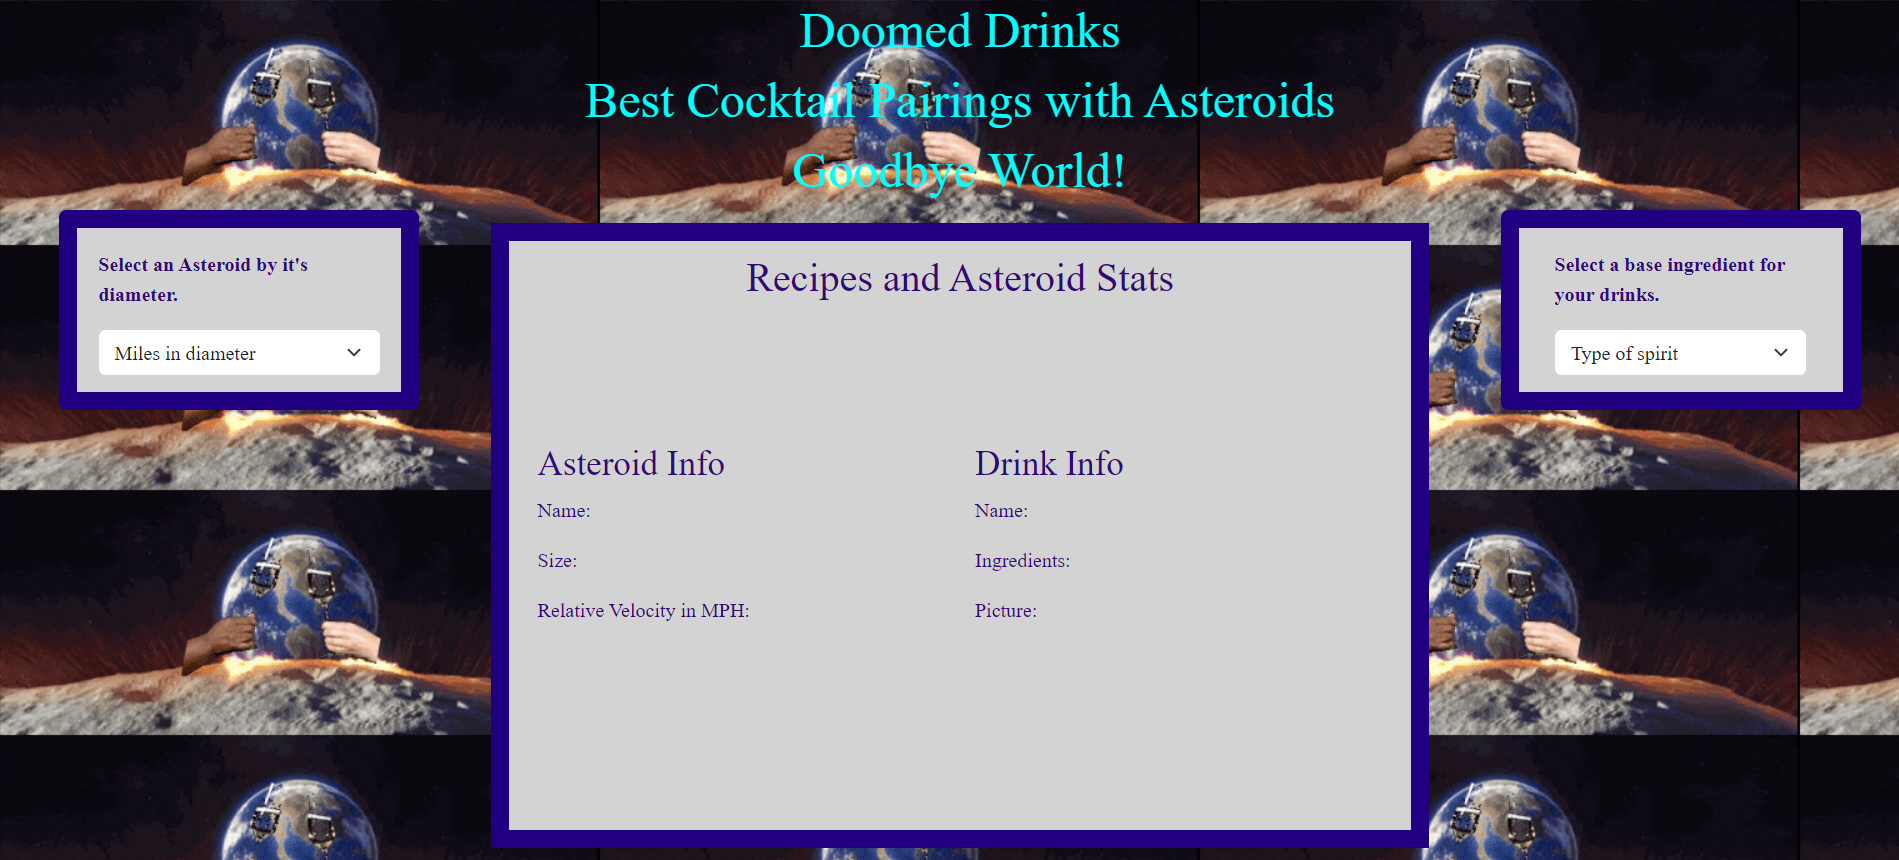 Doomed Drinks
Best Cocktail Pairings with Asteroids
Goodbye World!
Select an Asteroid by it's
diameter.
Miles in diameter
Recipes and Asteroid Stats
Asteroid Info
Name:
Size:
Relative Velocity in MPH:
Drink Info
Name:
Ingredients:
Picture:
Select a base ingredient for
your drinks.
Type of spirit